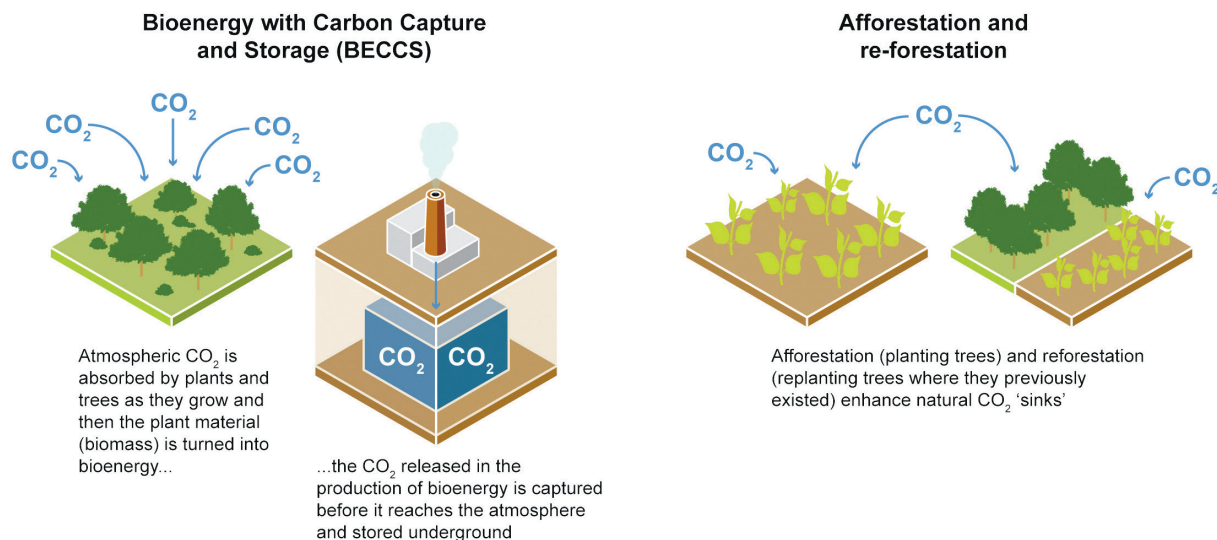 Bioenergy with Carbon Capture
and Storage (BECCS)
CO₂
CO₂
CO₂
CO₂
CO₂
CO₂
CO₂
Atmospheric CO₂ is
absorbed by plants and
trees as they grow and
then the plant material
(biomass) is turned into
bioenergy...
...the CO₂ released in the
production of bioenergy is captured
before it reaches the atmosphere
and stored underground
Afforestation and
re-forestation
CO₂
CO₂
CO₂
Afforestation (planting trees) and reforestation
(replanting trees where they previously
existed) enhance natural CO₂ ‘sinks’